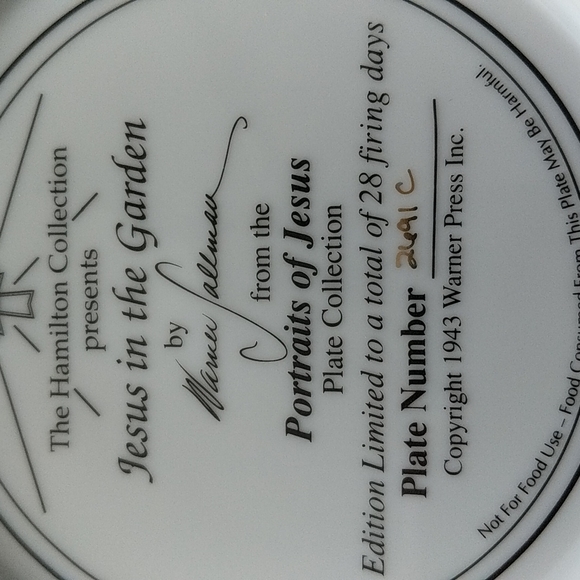 The Hamilton Collection
presents
Jesus in the Garden
by
Warner Sallman
from the
Portraits of Jesus
Plate Collection
Edition Limited to a total of 28 firing days
Plate Number 2691C
Copyright 1943 Warner Press Inc.
Not For Food Use – Food Consumed From This Plate May Be Harmful.